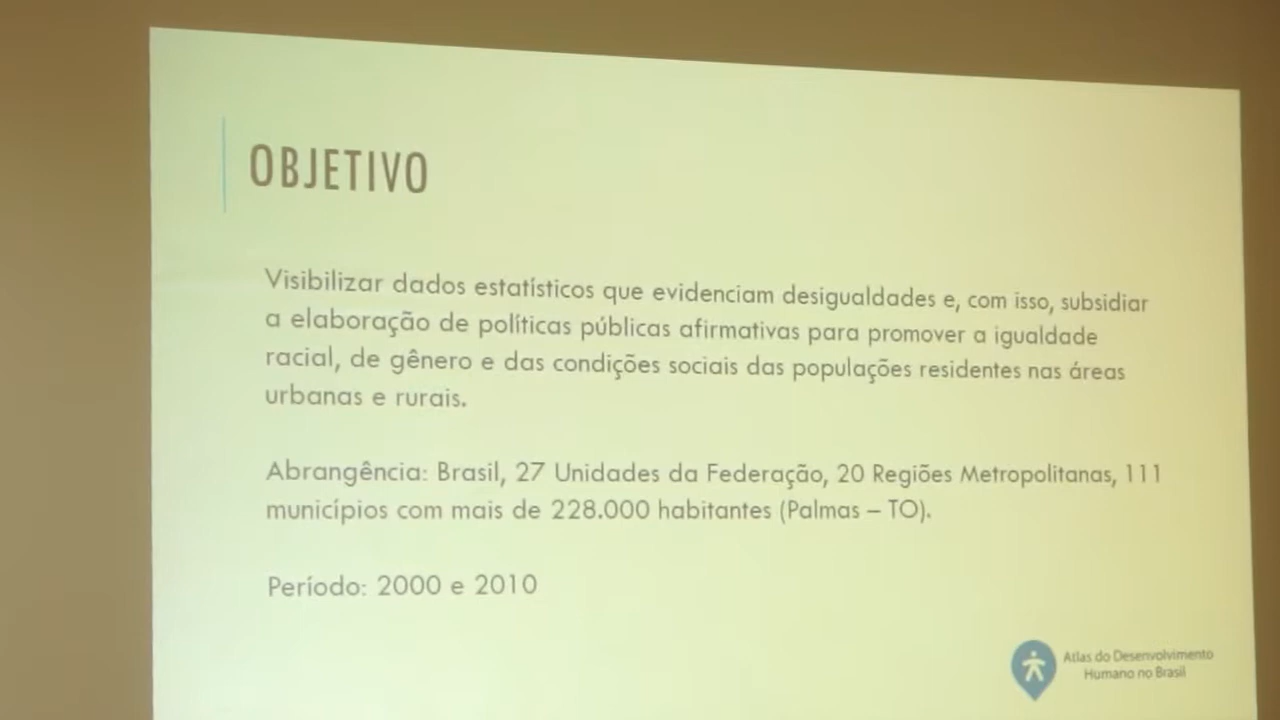 OBJETIVO
Visibilizar dados estatísticos que evidenciam desigualdades e, com isso, subsidiar
a elaboração de políticas públicas afirmativas para promover a igualdade
racial, de gênero e das condições sociais das populações residentes nas áreas
urbanas e rurais.
Abrangência: Brasil, 27 Unidades da Federação, 20 Regiões Metropolitanas, 111
municípios com mais de 228.000 habitantes (Palmas – TO).
Período: 2000 e 2010
Atlas do Desenvolvimento
Humano no Brasil